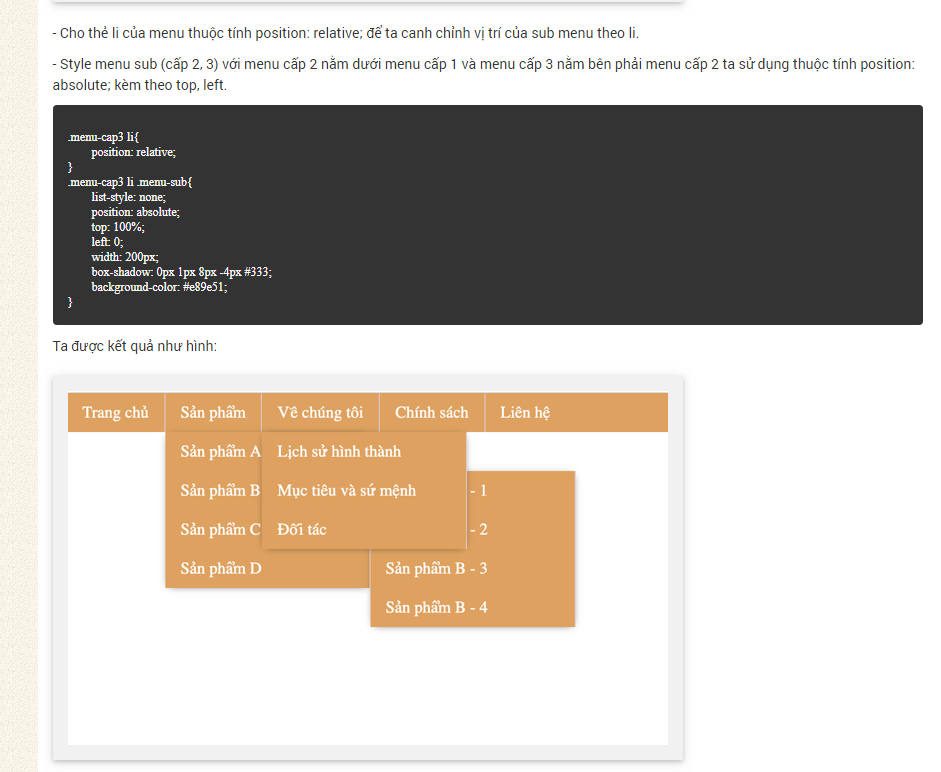 - Cho thẻ li của menu thuộc tính position: relative; để ta canh chỉnh vị trí của sub menu theo li.
- Style menu sub (cấp 2, 3) với menu cấp 2 nằm dưới menu cấp 1 và menu cấp 3 nằm bên phải menu cấp 2 ta sử dụng thuộc tính position:
absolute; kèm theo top, left.
.menu-cap3 li{
position: relative;
}
.menu-cap3 li .menu-sub{
list-style: none;
position: absolute;
top: 100%;
left: 0;
width: 200px;
box-shadow: 0px 1px 8px -4px #333;
background-color: #e89e51;
}
Ta được kết quả như hình:
Trang chủ Sản phẩm Về chúng tôi Chính sách Liên hệ
Sản phẩm A Lịch sử hình thành
Sản phẩm B Mục tiêu và sứ mệnh - 1
Sản phẩm C Đối tác - 2
Sản phẩm D Sản phẩm B - 3
Sản phẩm B - 4